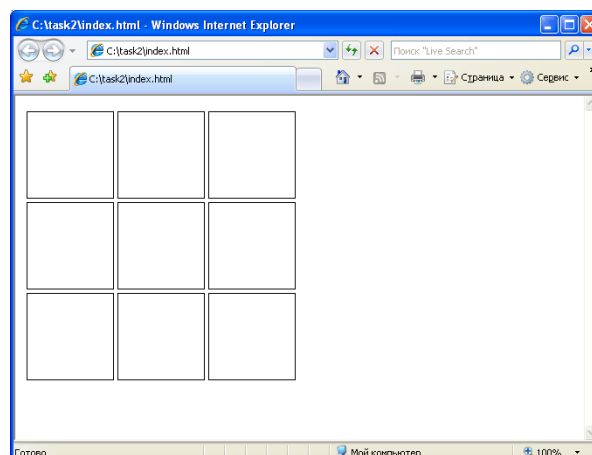 C:\task2\index.html - Windows Internet Explorer
C:\task2\index.html
Поиск "Live Search"
C:\task2\index.html
Страница
Сервис
Готово
Мой компьютер
100%